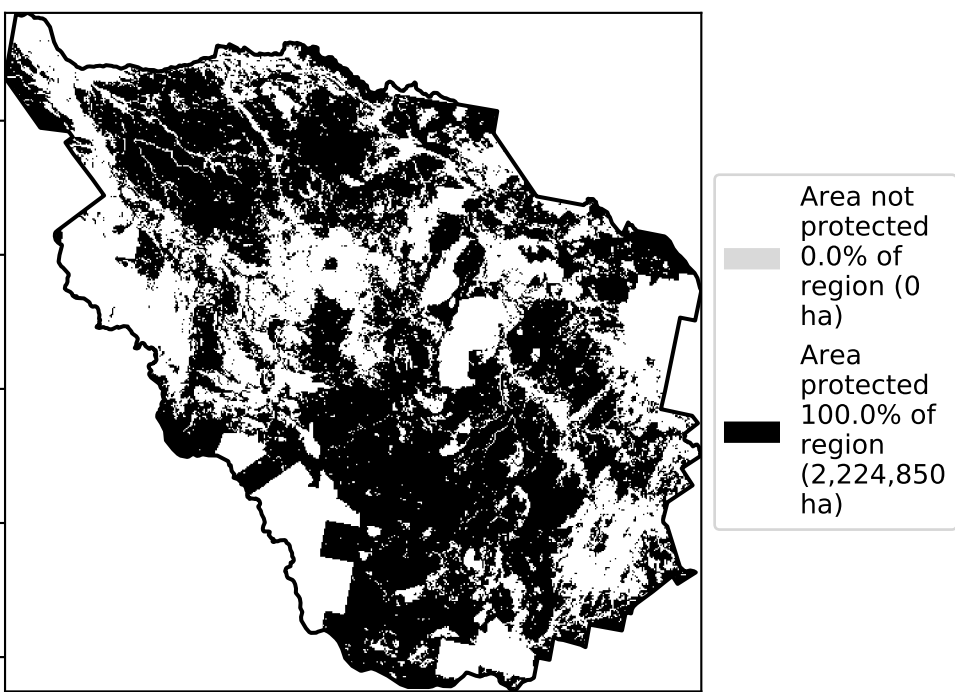 Area not
protected
0.0% of
region (0
ha)
Area
protected
100.0% of
region
(2,224,850
ha)